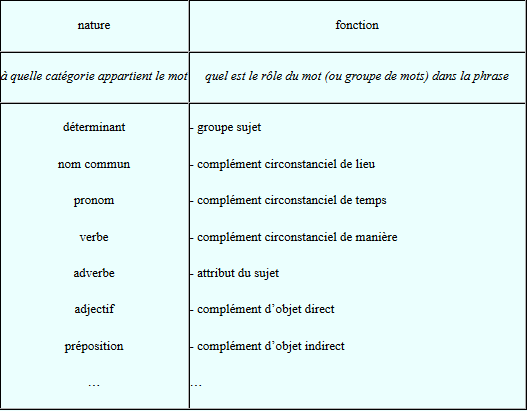 nature fonction
à quelle catégorie appartient le mot quel est le rôle du mot (ou groupe de mots) dans la phrase
déterminant - groupe sujet
nom commun - complément circonstanciel de lieu
pronom - complément circonstanciel de temps
verbe - complément circonstanciel de manière
adverbe - attribut du sujet
adjectif - complément d’objet direct
préposition - complément d’objet indirect
… …